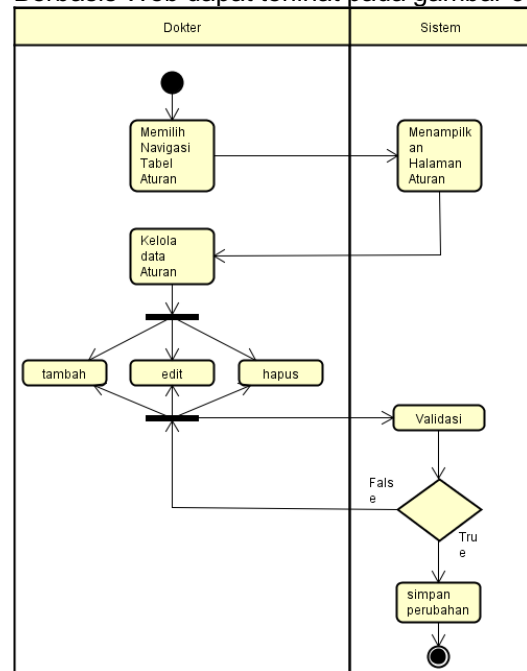 Berbasis Web dapat terlihat pada gambar
Dokter
Sistem
Memilih
Navigasi
Tabel
Aturan
Menampilk
an
Halaman
Aturan
Kelola
data
Aturan
tambah
edit
hapus
Validasi
Fals
e
Tru
e
simpan
perubahan